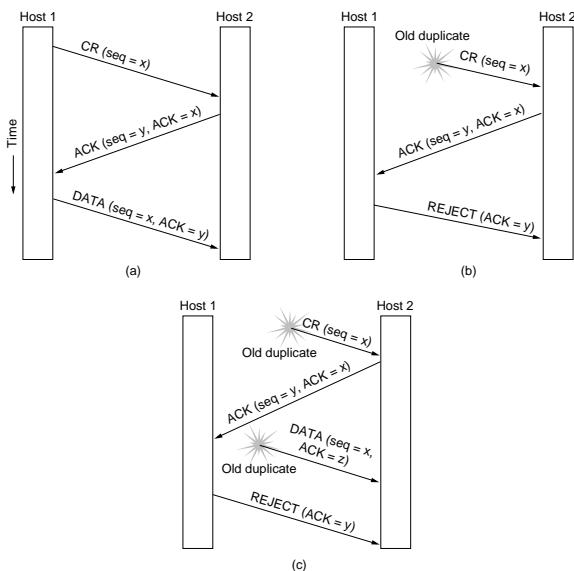 Host 1
Host 2
CR (seq = x)
ACK (seq = y, ACK = x)
DATA (seq = x, ACK = y)
Time
(a)
Host 1
Host 2
Old duplicate
CR (seq = x)
ACK (seq = y, ACK = x)
REJECT (ACK = y)
(b)
Host 1
Host 2
CR (seq = x)
Old duplicate
ACK (seq = y, ACK = x)
DATA (seq = x,
ACK = z)
Old duplicate
REJECT (ACK = y)
(c)